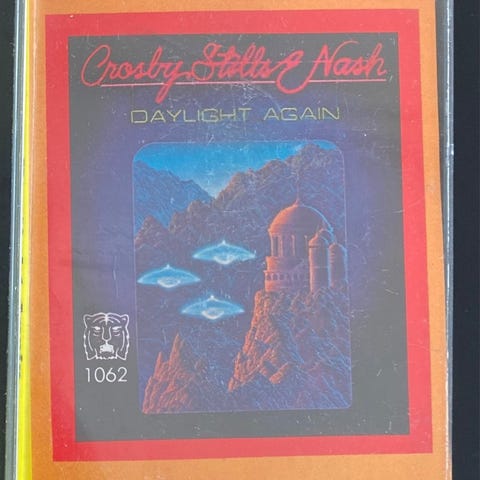 Crosby, Stills & Nash
DAYLIGHT AGAIN
1062